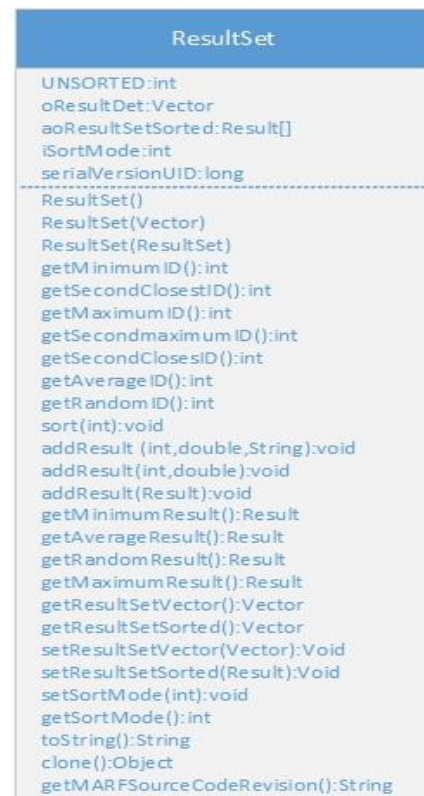 ResultSet
UNSORTED:int
oResultDet:Vector
aoResultSetSorted:Result[]
iSortMode:int
serialVersionUID:long
ResultSet()
ResultSet(Vector)
ResultSet(ResultSet)
getMinimumID():int
getSecondClosestID():int
getMaximumID():int
getSecondmaximumID():int
getSecondClosesID():int
getAverageID():int
getRandomID():int
sort(int):void
addResult (int,double,String):void
addResult(int,double):void
addResult(Result):void
getMinimumResult():Result
getAverageResult():Result
getRandomResult():Result
getMaximumResult():Result
getResultSetVector():Vector
getResultSetSorted():Vector
setResultSetVector(Vector):Void
setResultSetSorted(Result):Void
setSortMode(int):void
getSortMode():int
toString():String
clone():Object
getMARFSourceCodeRevision():String